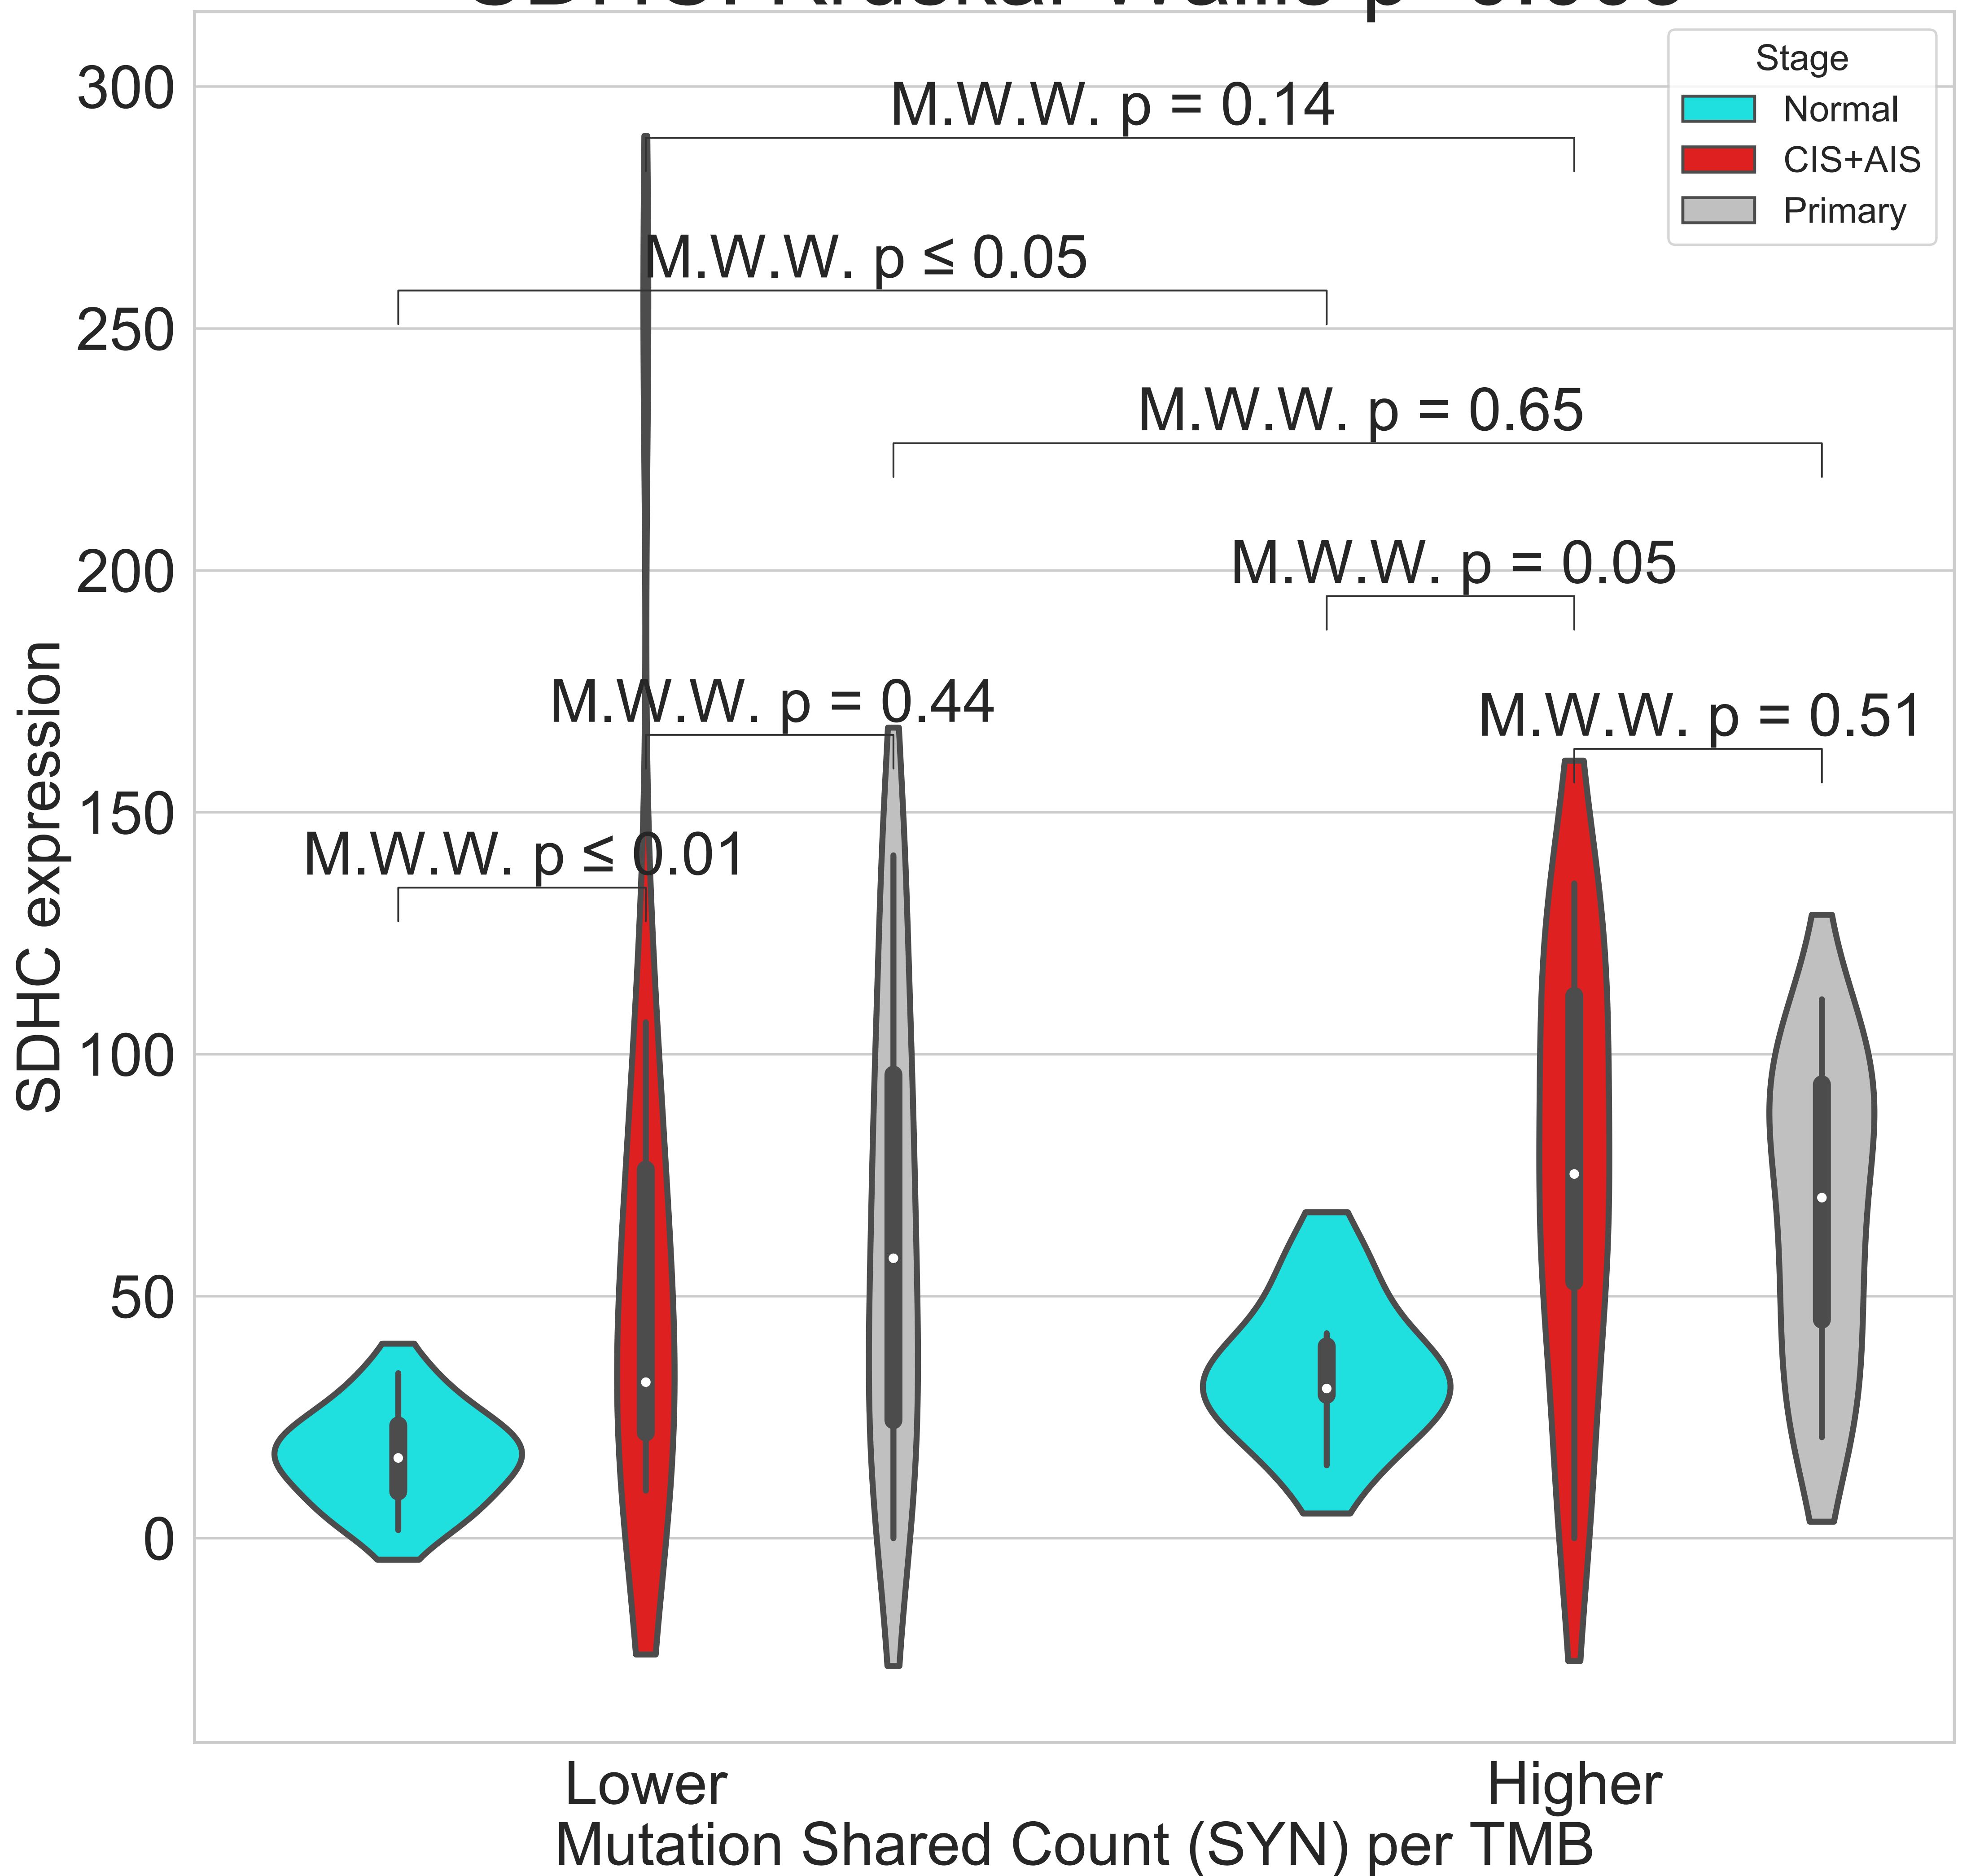 Stage
Normal
CIS+AIS
Primary
300
250
200
150
100
50
0
SDHC expression
M.W.W. p = 0.14
M.W.W. p ≤ 0.05
M.W.W. p = 0.65
M.W.W. p = 0.05
M.W.W. p = 0.44
M.W.W. p = 0.51
M.W.W. p ≤ 0.01
Lower
Higher
Mutation Shared Count (SYN) per TMB